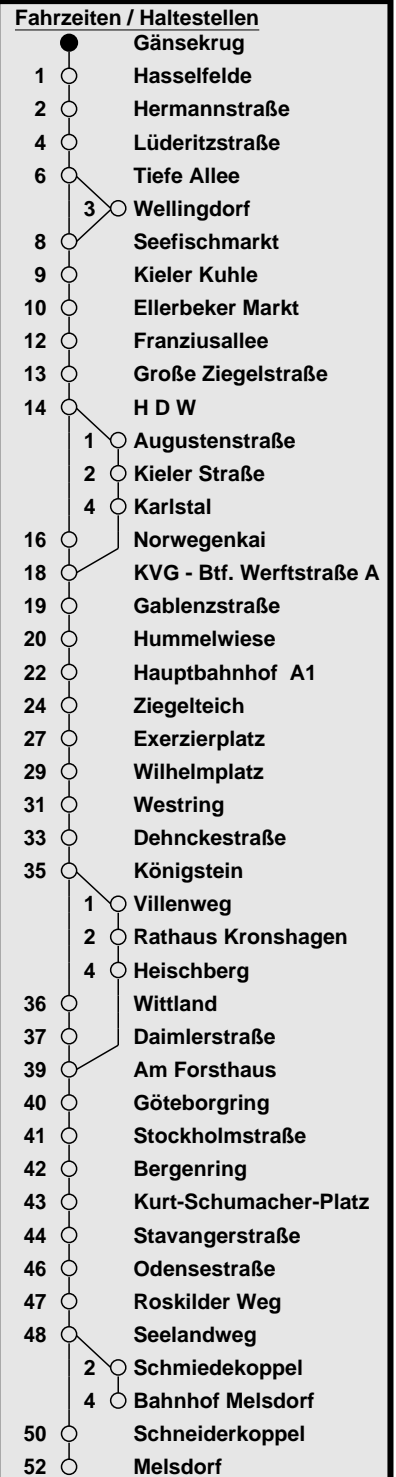 Fahrzeiten / Haltestellen
Gänsekrug
1 Hasselfelde
2 Hermannstraße
4 Lüderitzstraße
6 Tiefe Allee
3 Wellingdorf
8 Seefischmarkt
9 Kieler Kuhle
10 Ellerbeker Markt
12 Franziusallee
13 Große Ziegelstraße
14 H D W
1 Augustenstraße
2 Kieler Straße
4 Karlstal
16 Norwegenkai
18 KVG - Btf. Werftstraße A
19 Gablenzstraße
20 Hummelwiese
22 Hauptbahnhof A1
24 Ziegelteich
27 Exerzierplatz
29 Wilhelmplatz
31 Westring
33 Dehnckestraße
35 Königstein
1 Villenweg
2 Rathaus Kronshagen
4 Heischberg
36 Wittland
37 Daimlerstraße
39 Am Forsthaus
40 Göteborgring
41 Stockholmstraße
42 Bergenring
43 Kurt-Schumacher-Platz
44 Stavangerstraße
46 Odensestraße
47 Roskilder Weg
48 Seelandweg
2 Schmiedekoppel
4 Bahnhof Melsdorf
50 Schneiderkoppel
52 Melsdorf